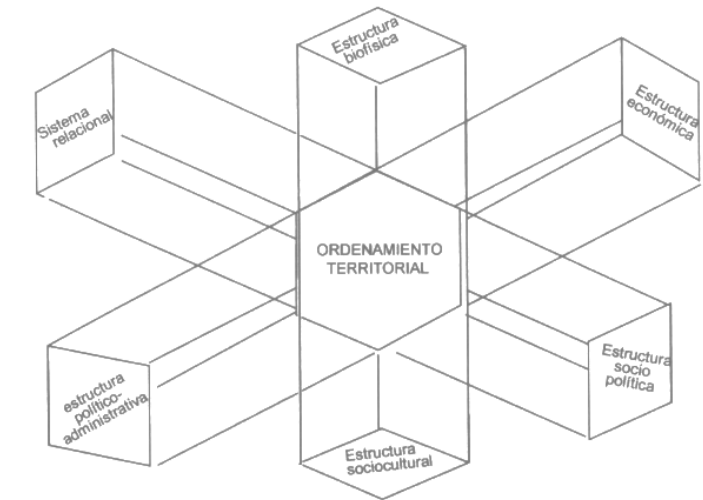 Estructura
biofísica
Sistema
relacional
Estructura
económica
ORDENAMIENTO
TERRITORIAL
estructura
político-
administrativa
Estructura
socio
política
Estructura
sociocultural